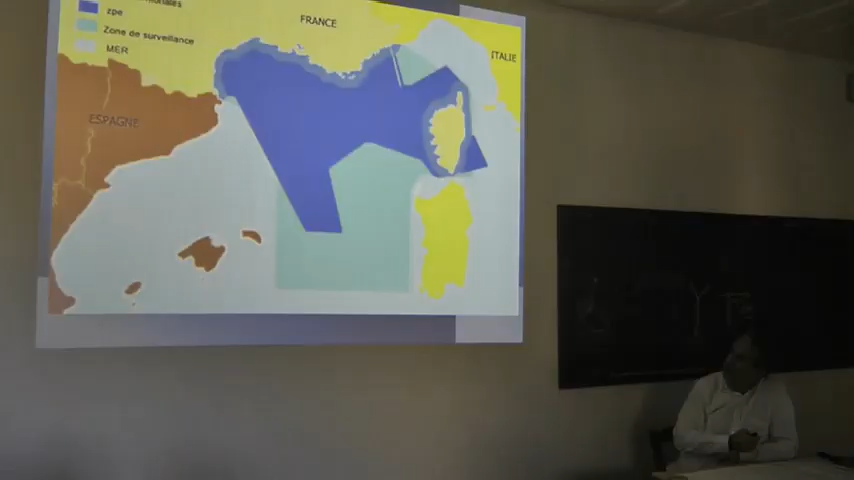 zpe
Zone de surveillance
MER
FRANCE
ITALIE
ESPAGNE